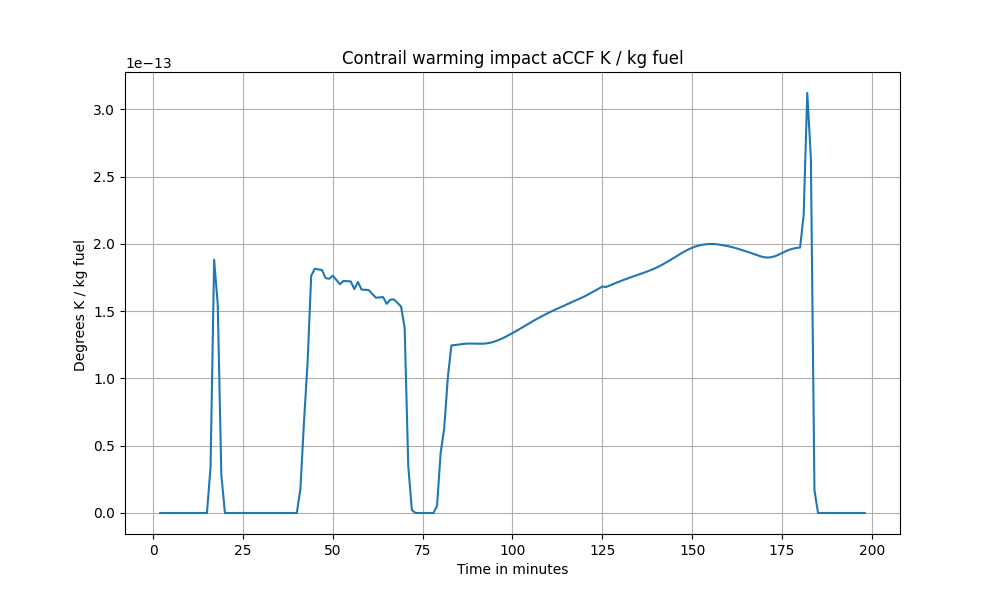 Contrail warming impact aCCF K / kg fuel
1e−13
3.0
2.5
2.0
1.5
1.0
0.5
0.0
Degrees K / kg fuel
0 25 50 75 100 125 150 175 200
Time in minutes